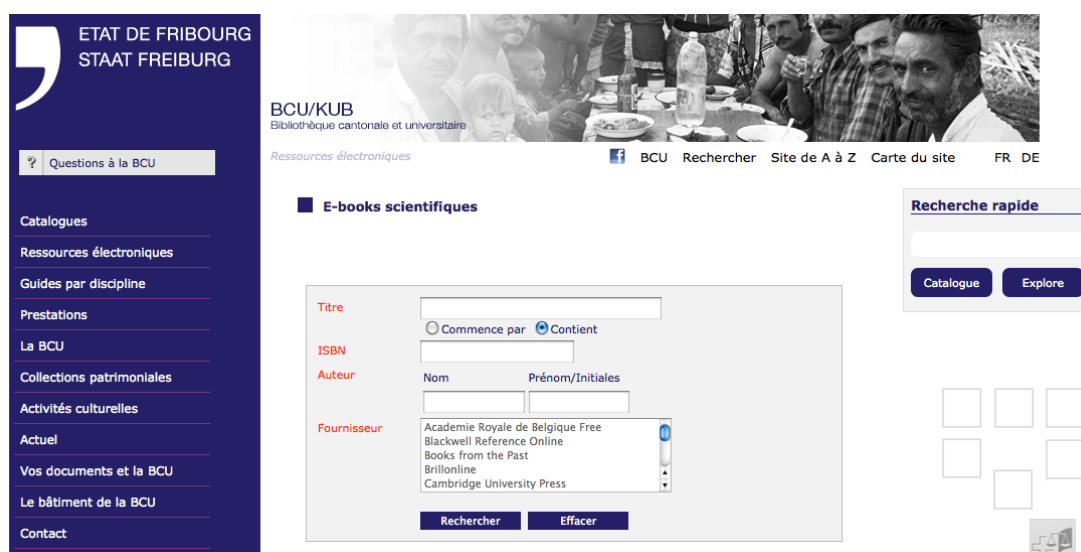 ETAT DE FRIBOURG
STAAT FREIBURG
BCU/KUB
Bibliothèque cantonale et universitaire
? Questions à la BCU
Ressources électroniques
f BCU Rechercher Site de A à Z Carte du site FR DE
Catalogues
Ressources électroniques
Guides par discipline
Prestations
La BCU
Collections patrimoniales
Activités culturelles
Actuel
Vos documents et la BCU
Le bâtiment de la BCU
Contact
E-books scientifiques
Titre
Commence par Contient
ISBN
Auteur
Nom Prénom/Initiales
Fournisseur
Academie Royale de Belgique Free
Blackwell Reference Online
Books from the Past
Brillonline
Cambridge University Press
Rechercher Effacer
Recherche rapide
Catalogue Explore